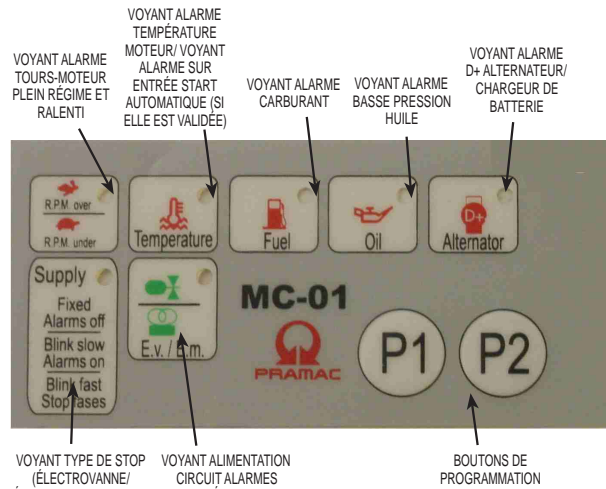 VOYANT ALARME
TOURS-MOTEUR
PLEIN RÉGIME ET
RALENTI
VOYANT ALARME
TEMPÉRATURE
MOTEUR/ VOYANT
ALARME SUR
ENTRÉE START
AUTOMATIQUE (SI
ELLE EST VALIDÉE)
VOYANT ALARME
CARBURANT
VOYANT ALARME
BASSE PRESSION
HUILE
VOYANT ALARME
D+ ALTERNATEUR/
CHARGEUR DE
BATTERIE
R.P.M. over
R.P.M. under
Temperature
Fuel
Oil
D+
Alternator
Supply
Fixed
Alarms off
Blink slow
Alarms on
Blink fast
Stop fases
E.v. / E.m.
MC-01
PRAMAC
P1
P2
VOYANT TYPE DE STOP
(ÉLECTROVANNE/
VOYANT ALIMENTATION
CIRCUIT ALARMES
BOUTONS DE
PROGRAMMATION